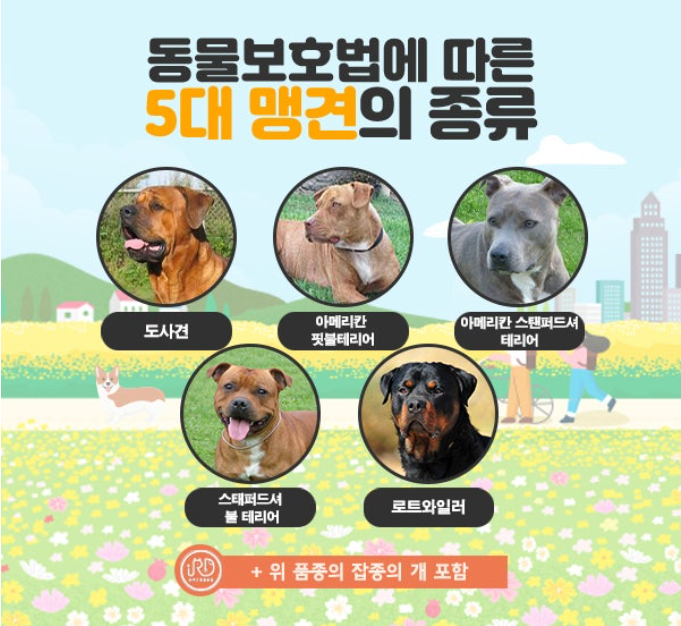 동물보호법에 따른
5대 맹견의 종류
도사견
아메리칸
핏불테리어
아메리칸 스탠퍼드셔
테리어
스태퍼드셔
불 테리어
로트와일러
+ 위 품종의 잡종의 개 포함